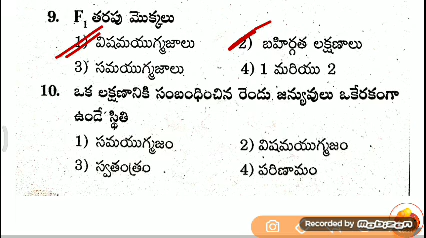 9. F1 తరపు మొక్కలు
1) విషమయుగ్మజాలు 2) బహిర్గత లక్షణాలు
3) సమయుగ్మజాలు 4) 1 మరియు 2
10. ఒక లక్షణానికి సంబంధించిన రెండు జన్యువులు ఒకేరకంగా
ఉండే స్థితి
1) సమయుగ్మజం 2) విషమయుగ్మజం
3) స్వతంత్రం 4) పరిణామం
Recorded by Mobizen